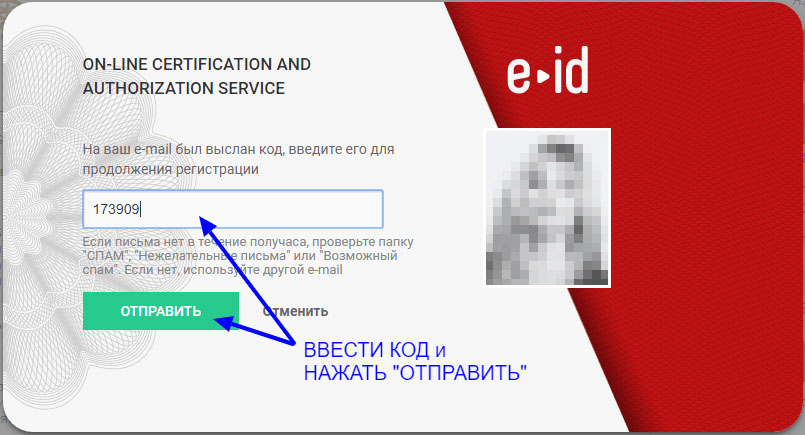 ON-LINE CERTIFICATION AND
AUTHORIZATION SERVICE
e id
На ваш e-mail был выслан код, введите его для
продолжения регистрации
173909
Если письма нет в течение получаса, проверьте папку
"СПАМ", "Нежелательные письма" или "Возможный
спам". Если нет, используйте другой e-mail
ОТПРАВИТЬ
Отменить
ВВЕСТИ КОД и
НАЖАТЬ "ОТПРАВИТЬ"